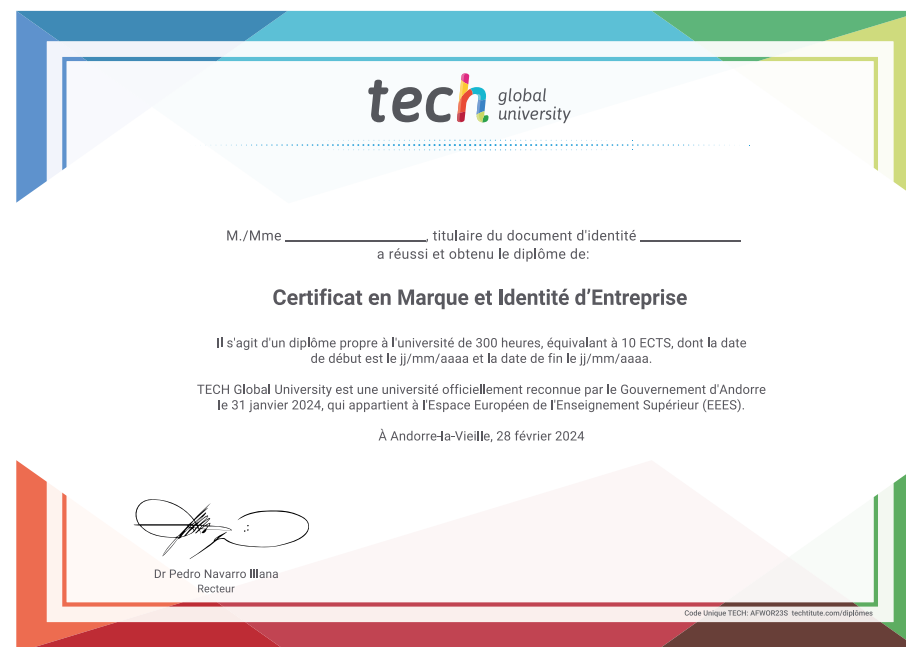 tech global
university
M./Mme ____________________, titulaire du document d'identité ______________
a réussi et obtenu le diplôme de:
Certificat en Marque et Identité d’Entreprise
Il s'agit d'un diplôme propre à l'université de 300 heures, équivalant à 10 ECTS, dont la date
de début est le jj/mm/aaaa et la date de fin le jj/mm/aaaa.
TECH Global University est une université officiellement reconnue par le Gouvernement d'Andorre
le 31 janvier 2024, qui appartient à l'Espace Européen de l'Enseignement Supérieur (EEES).
À Andorre-la-Vieille, 28 février 2024
Dr Pedro Navarro Illana
Recteur
Code Unique TECH: AFWOR23S techtitute.com/diplômes